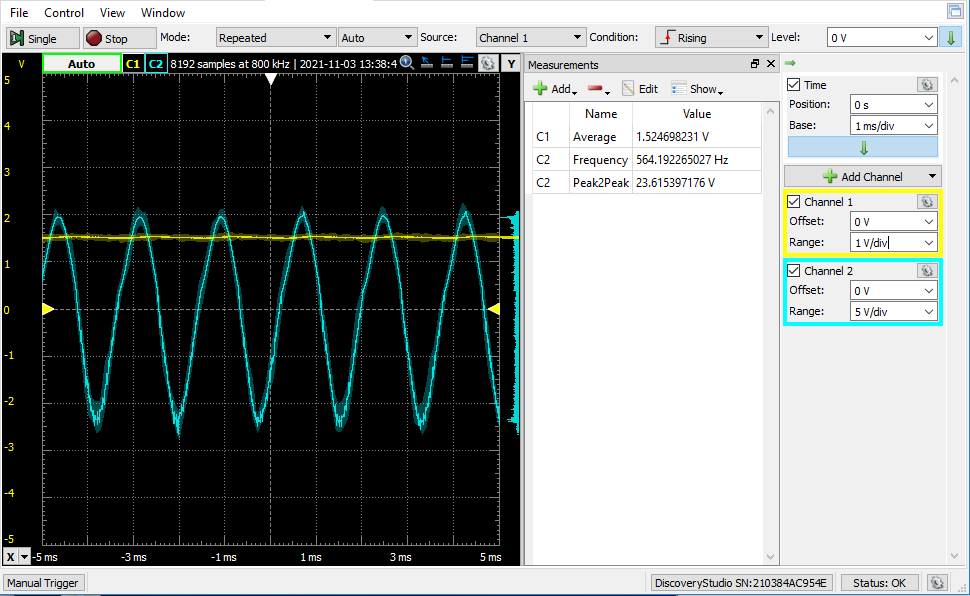 File Control View Window
Single Stop Mode: Repeated Auto Source: Channel 1 Condition: Rising Level: 0 V
V Auto C1 C2 8192 samples at 800 kHz | 2021-11-03 13:38:4 Y
Measurements
Add Edit Show
Name Value
C1 Average 1.524698231 V
C2 Frequency 564.192265027 Hz
C2 Peak2Peak 23.615397176 V
Time
Position: 0 s
Base: 1 ms/div
Add Channel
Channel 1
Offset: 0 V
Range: 1 V/div
Channel 2
Offset: 0 V
Range: 5 V/div
5
4
3
2
1
0
-1
-2
-3
-4
-5
X -5 ms -3 ms -1 ms 1 ms 3 ms 5 ms
Manual Trigger DiscoveryStudio SN:210384AC954E Status: OK